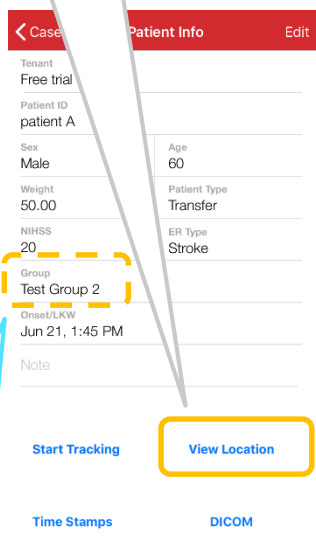 Case Patient Info Edit
Tenant
Free trial
Patient ID
patient A
Sex Age
Male 60
Weight Patient Type
50.00 Transfer
NIHSS ER Type
20 Stroke
Group
Test Group 2
Onset/LKW
Jun 21, 1:45 PM
Note
Start Tracking View Location
Time Stamps DICOM